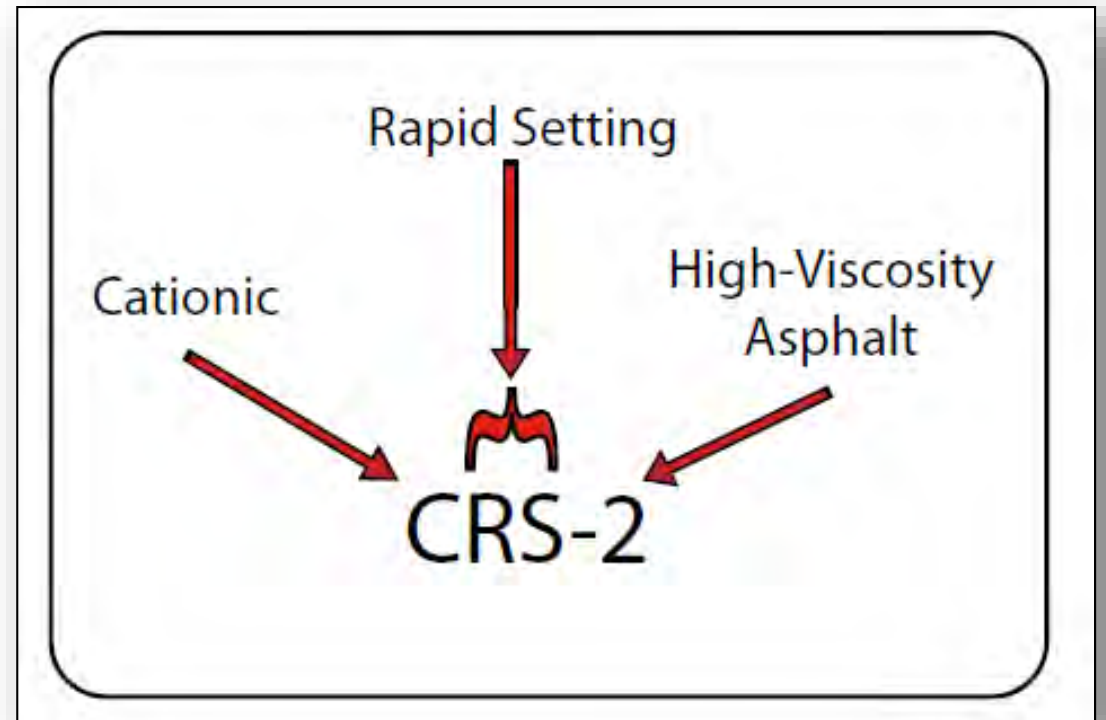 Rapid Setting
Cationic
High-Viscosity
Asphalt
CRS-2